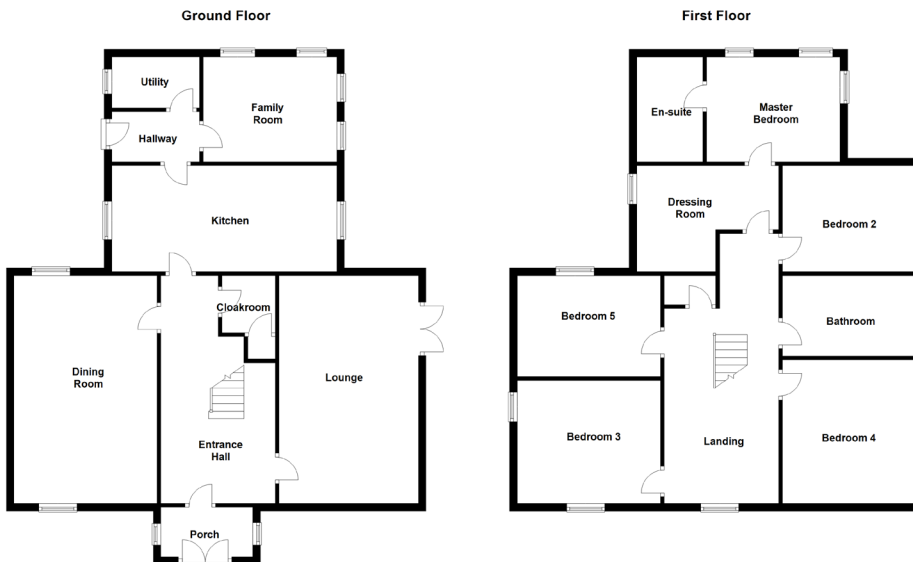 Ground Floor
Utility
Family
Room
Hallway
Kitchen
Cloakroom
Dining
Room
Lounge
Entrance
Hall
Porch
First Floor
En-suite
Master
Bedroom
Dressing
Room
Bedroom 2
Bedroom 5
Bathroom
Bedroom 3
Landing
Bedroom 4